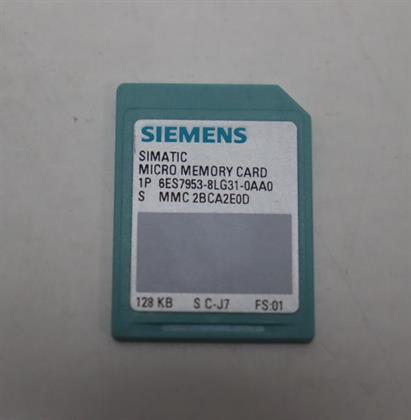 SIEMENS
SIMATIC
MICRO MEMORY CARD
1P 6ES7953-8LG31-0AA0
S MMC 2BCA2E0D
128 KB S C-J7 FS:01